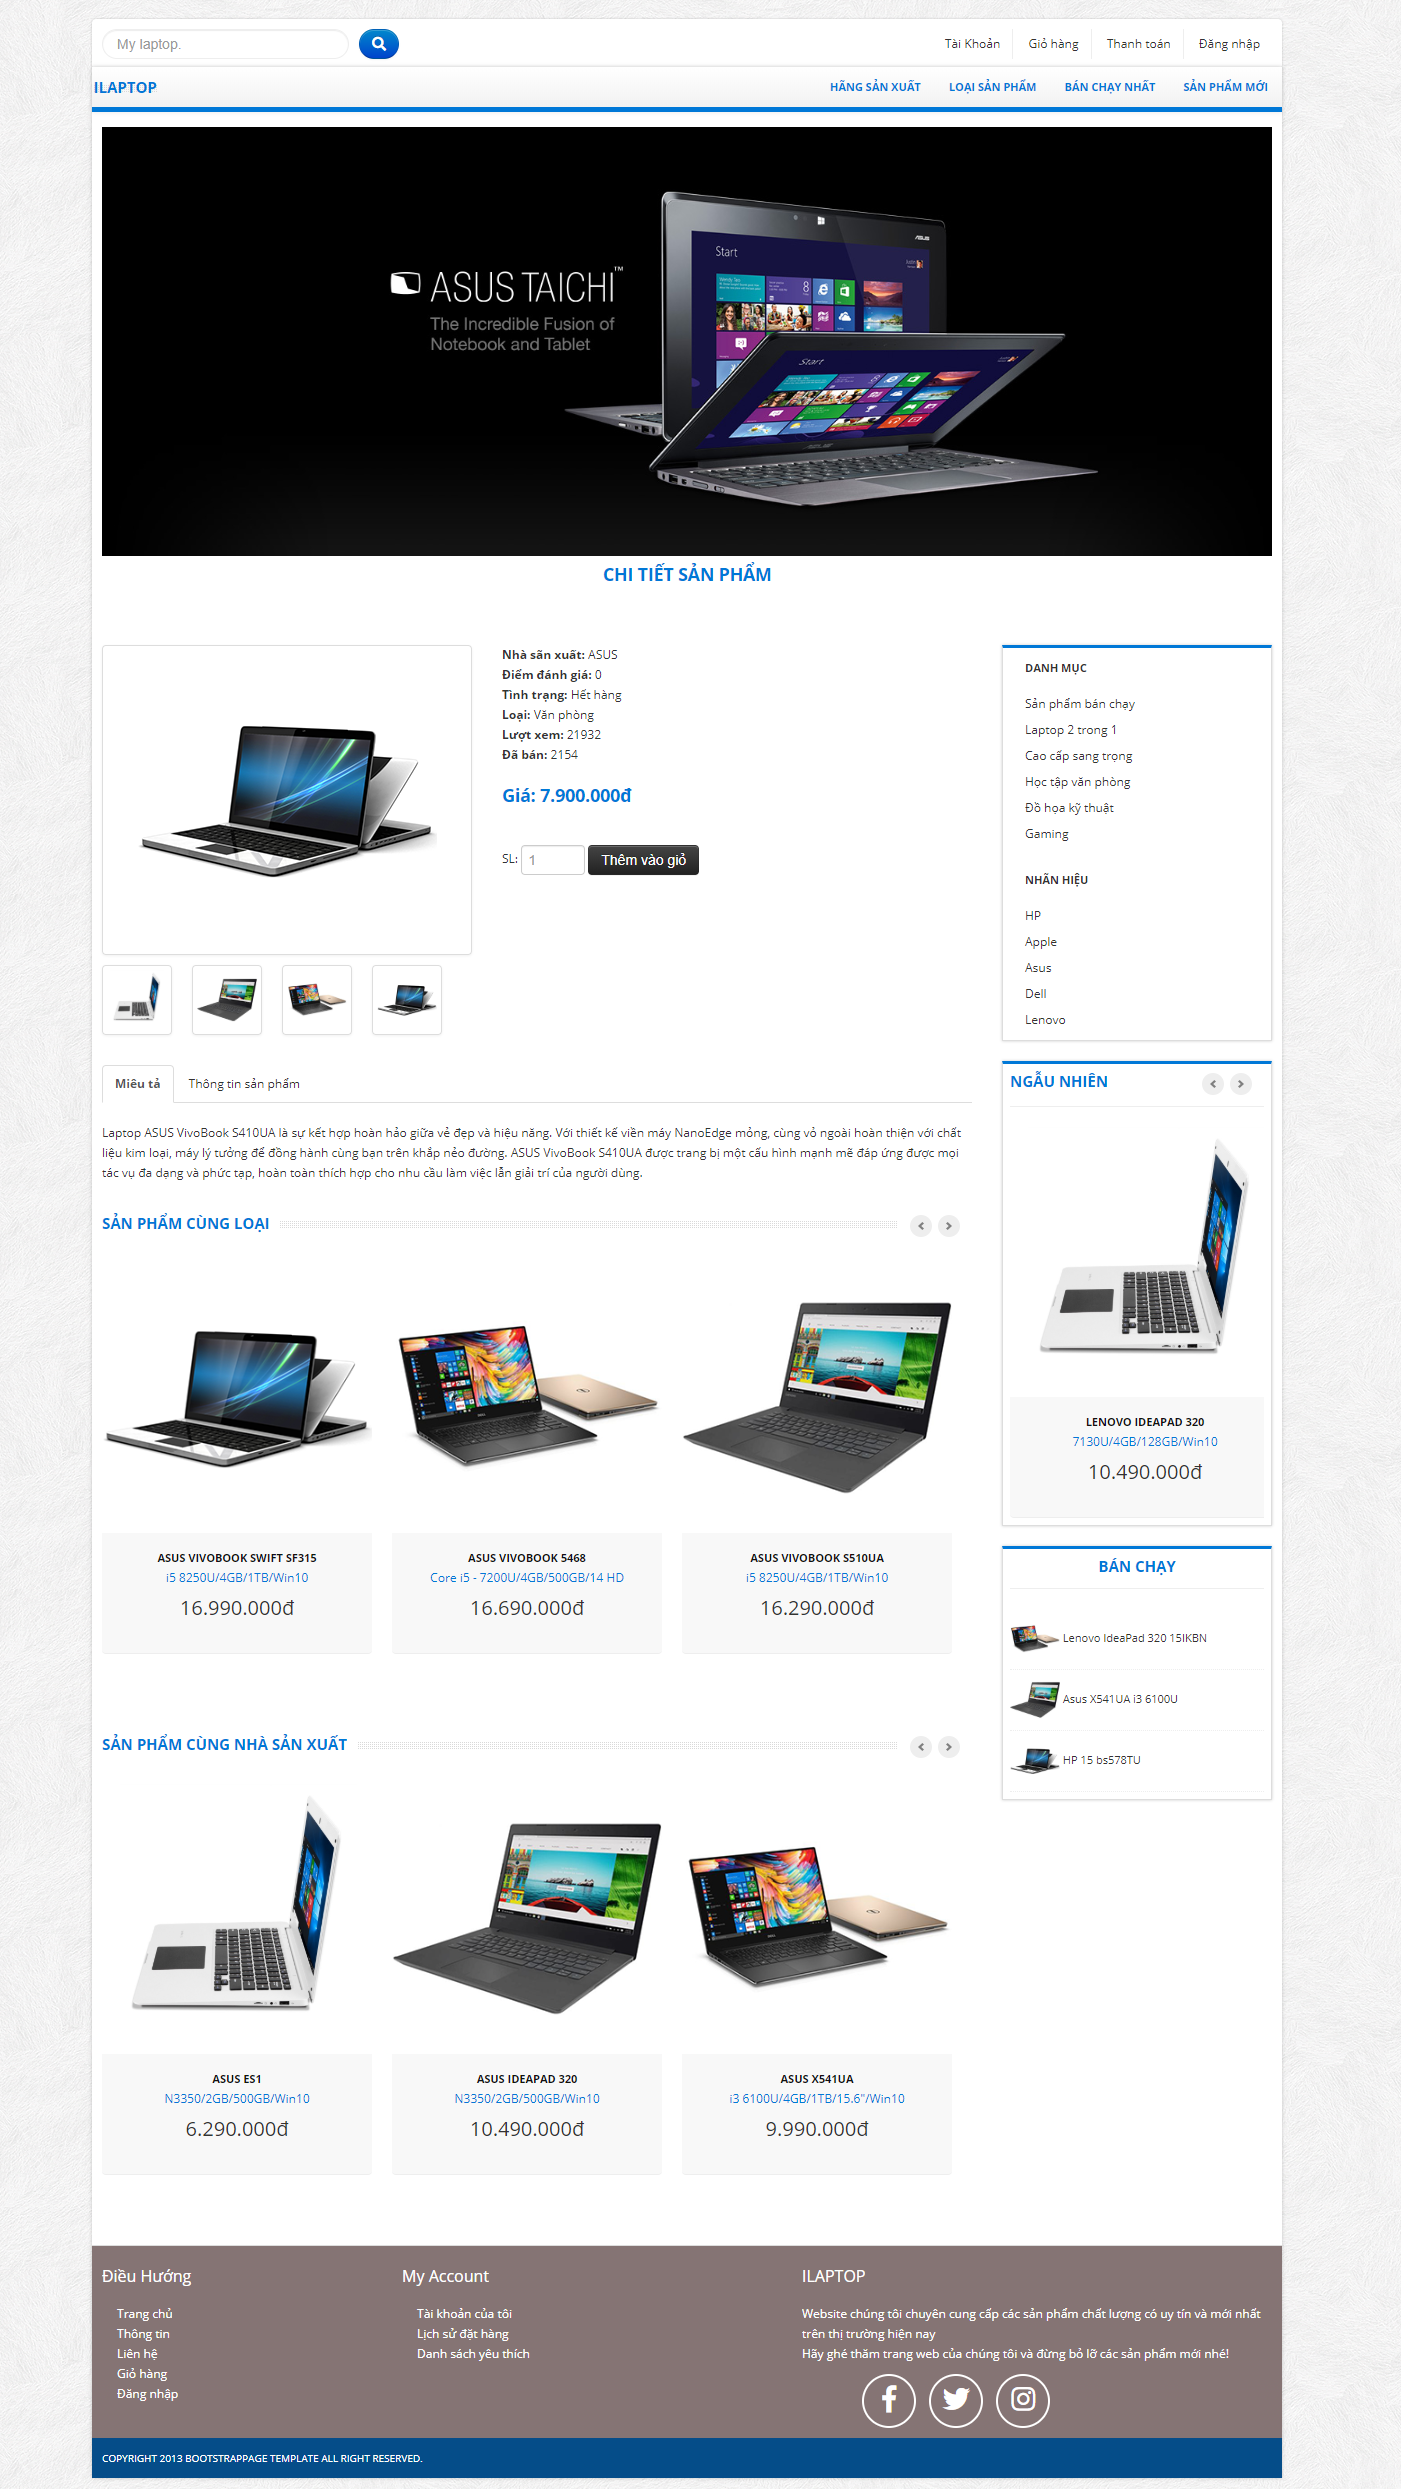 My laptop.
Tài Khoản
Giỏ hàng
Thanh toán
Đăng nhập
ILAPTOP
HÃNG SẢN XUẤT
LOẠI SẢN PHẨM
BÁN CHẠY NHẤT
SẢN PHẨM MỚI
ASUS TAICHI™
The Incredible Fusion of
Notebook and Tablet
Start
ASUS
Start
CHI TIẾT SẢN PHẨM
Nhà sãn xuất: ASUS
Điểm đánh giá: 0
Tình trạng: Hết hàng
Loại: Văn phòng
Lượt xem: 21932
Đã bán: 2154
Giá: 7.900.000đ
SL: 1 Thêm vào giỏ
Miêu tả
Thông tin sản phẩm
Laptop ASUS VivoBook S410UA là sự kết hợp hoàn hảo giữa vẻ đẹp và hiệu năng. Với thiết kế viền máy NanoEdge mỏng, cùng vỏ ngoài hoàn thiện với chất
liệu kim loại, máy lý tưởng để đồng hành cùng bạn trên khắp nẻo đường. ASUS VivoBook S410UA được trang bị một cấu hình mạnh mẽ đáp ứng được mọi
tác vụ đa dạng và phức tạp, hoàn toàn thích hợp cho nhu cầu làm việc lẫn giải trí của người dùng.
SẢN PHẨM CÙNG LOẠI
ASUS VIVOBOOK SWIFT SF315
i5 8250U/4GB/1TB/Win10
16.990.000đ
ASUS VIVOBOOK 5468
Core i5 - 7200U/4GB/500GB/14 HD
16.690.000đ
ASUS VIVOBOOK S510UA
i5 8250U/4GB/1TB/Win10
16.290.000đ
SẢN PHẨM CÙNG NHÀ SẢN XUẤT
ASUS ES1
N3350/2GB/500GB/Win10
6.290.000đ
ASUS IDEAPAD 320
N3350/2GB/500GB/Win10
10.490.000đ
ASUS X541UA
i3 6100U/4GB/1TB/15.6"/Win10
9.990.000đ
DANH MỤC
Sản phẩm bán chạy
Laptop 2 trong 1
Cao cấp sang trọng
Học tập văn phòng
Đồ họa kỹ thuật
Gaming
NHÃN HIỆU
HP
Apple
Asus
Dell
Lenovo
NGẪU NHIÊN
LENOVO IDEAPAD 320
7130U/4GB/128GB/Win10
10.490.000đ
BÁN CHẠY
Lenovo IdeaPad 320 15IKBN
Asus X541UA i3 6100U
HP 15 bs578TU
Điều Hướng
Trang chủ
Thông tin
Liên hệ
Giỏ hàng
Đăng nhập
My Account
Tài khoản của tôi
Lịch sử đặt hàng
Danh sách yêu thích
ILAPTOP
Website chúng tôi chuyên cung cấp các sản phẩm chất lượng có uy tín và mới nhất
trên thị trường hiện nay
Hãy ghé thăm trang web của chúng tôi và đừng bỏ lỡ các sản phẩm mới nhé!
COPYRIGHT 2013 BOOTSTRAPPAGE TEMPLATE ALL RIGHT RESERVED.